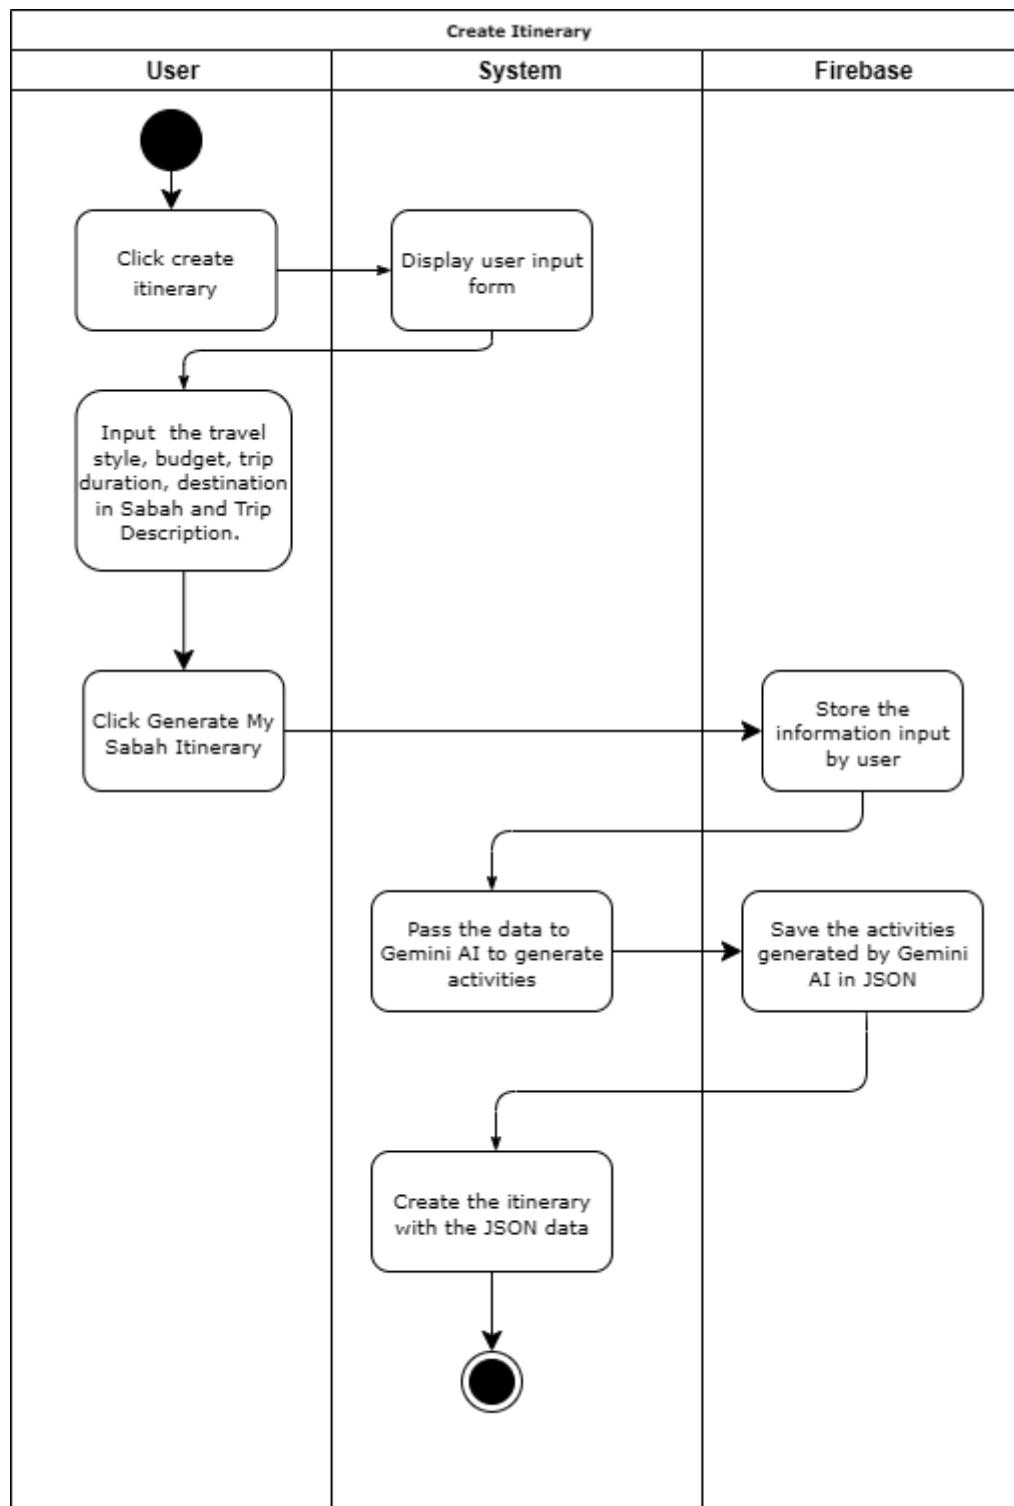 Create Itinerary
User
System
Firebase
Click create
itinerary
Display user input
form
Input  the travel
style, budget, trip
duration, destination
in Sabah and Trip
Description.
Click Generate My
Sabah Itinerary
Store the
information input
by user
Pass the data to
Gemini AI to generate
activities
Save the activities
generated by Gemini
AI in JSON
Create the itinerary
with the JSON data